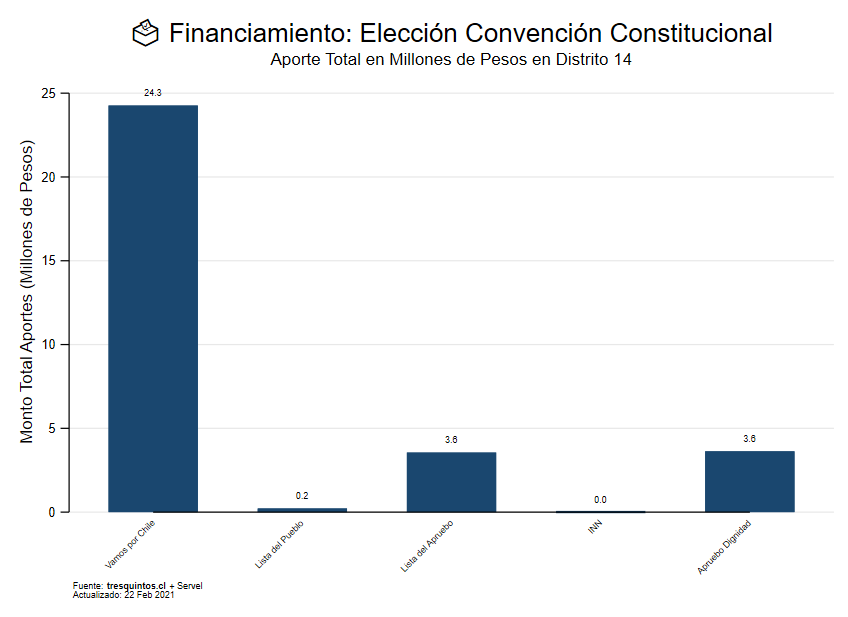 Financiamiento: Elección Convención Constitucional
Aporte Total en Millones de Pesos en Distrito 14
Monto Total Aportes (Millones de Pesos)
25
20
15
10
5
0
24.3
0.2
3.6
0.0
3.6
Vamos por Chile
Lista del Pueblo
Lista del Apruebo
INN
Apruebo Dignidad
Fuente: tresquintos.cl + Servel
Actualizado: 22 Feb 2021